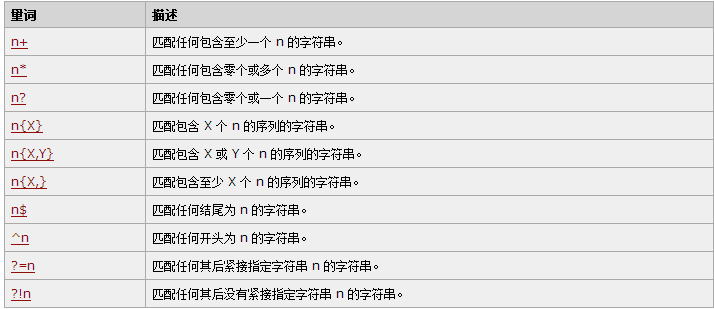 量词 描述
n+ 匹配任何包含至少一个 n 的字符串。
n* 匹配任何包含零个或多个 n 的字符串。
n? 匹配任何包含零个或一个 n 的字符串。
n{X} 匹配包含 X 个 n 的序列的字符串。
n{X,Y} 匹配包含 X 或 Y 个 n 的序列的字符串。
n{X,} 匹配包含至少 X 个 n 的序列的字符串。
n$ 匹配任何结尾为 n 的字符串。
^n 匹配任何开头为 n 的字符串。
?=n 匹配任何其后紧接指定字符串 n 的字符串。
?!n 匹配任何其后没有紧接指定字符串 n 的字符串。